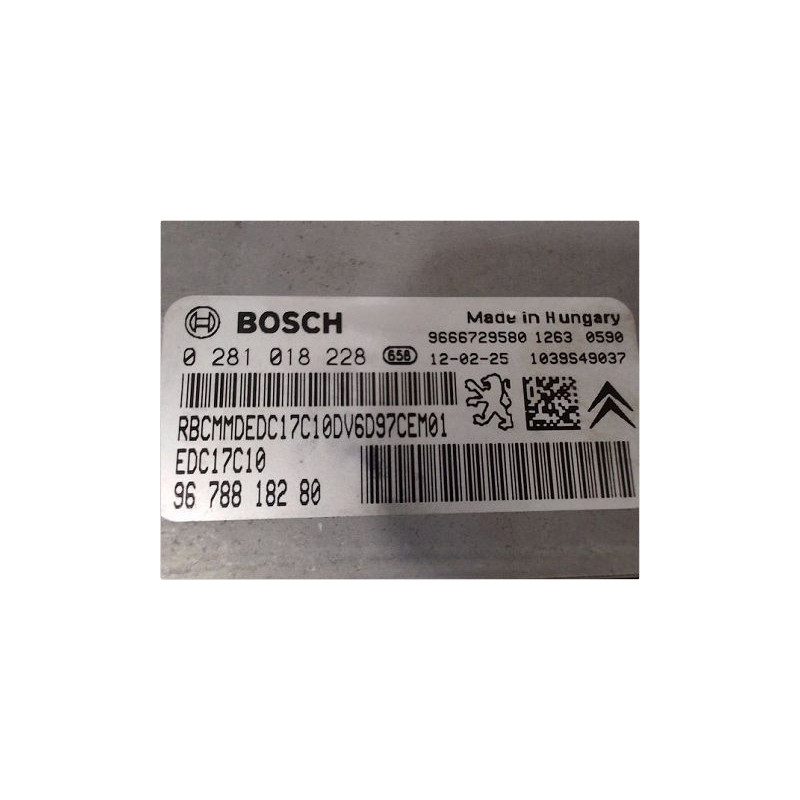 BOSCH
Made in Hungary
9666729580 1263 0590
0 281 018 228 658 12-02-25 1039S49037
RBCMMDEDC17C10DV6D97CEM01
EDC17C10
96 788 182 80